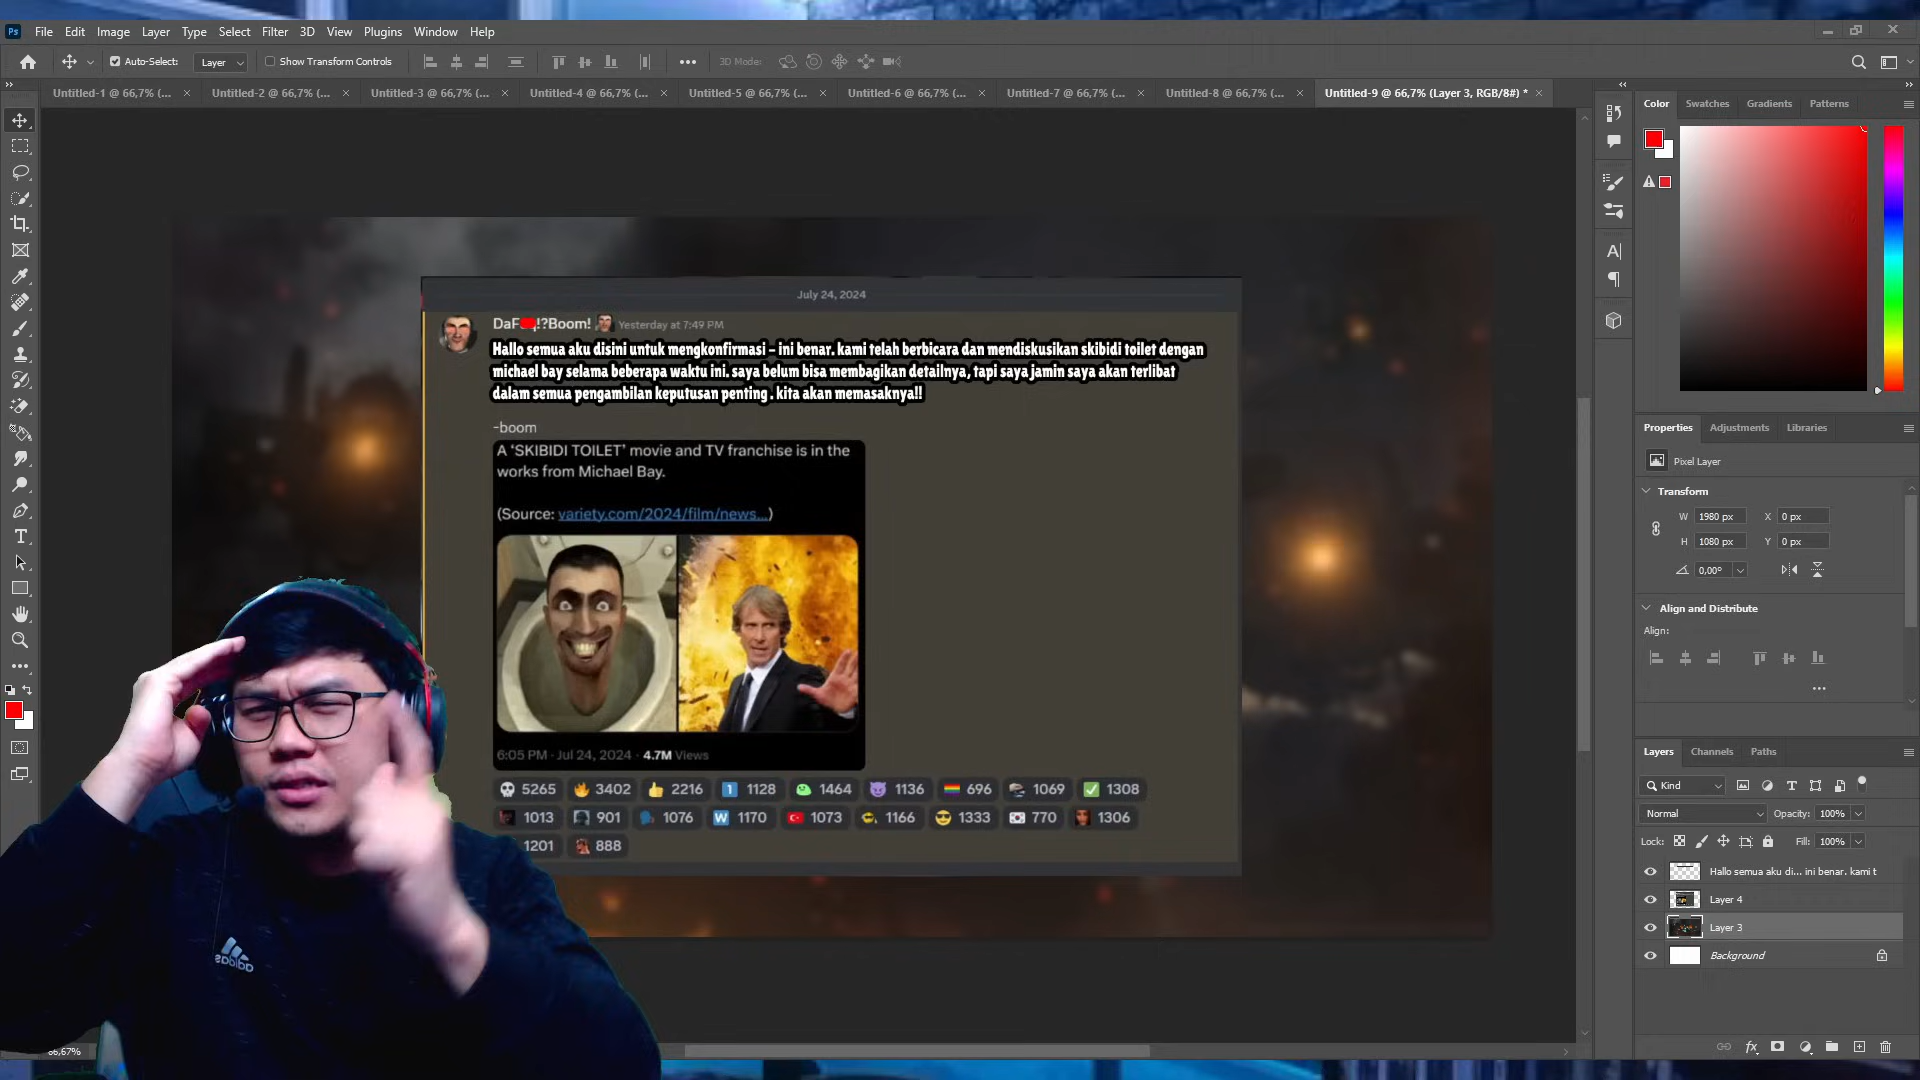 Ps File Edit Image Layer Type Select Filter 3D View Plugins Window Help
Auto-Select: Layer Show Transform Controls 3D Mode:
Untitled-1 @ 66,7% (... × Untitled-2 @ 66,7% (... × Untitled-3 @ 66,7% (... × Untitled-4 @ 66,7% (... × Untitled-5 @ 66,7% (... × Untitled-6 @ 66,7% (... × Untitled-7 @ 66,7% (... × Untitled-8 @ 66,7% (... × Untitled-9 @ 66,7% (Layer 3, RGB/8#) * ×
July 24, 2024
Yesterday at 7:49 PM
Hallo semua aku disini untuk mengkonfirmasi - ini benar. kami telah berbicara dan mendiskusikan skibidi toilet dengan
michael bay selama beberapa waktu ini. saya belum bisa membagikan detailnya, tapi saya jamin saya akan terlibat
dalam semua pengambilan keputusan penting . kita akan memasaknya!!
-boom
A ‘SKIBIDI TOILET’ movie and TV franchise is in the
works from Michael Bay.
(Source: variety.com/2024/film/news...)
6:05 PM · Jul 24, 2024 · 4.7M Views
5265 3402 2216 1 1128 1464 1136 696 1069 1308
1013 901 1076 W 1170 1073 1166 1333 770 1306
1201 888
adidas
Color Swatches Gradients Patterns
Properties Adjustments Libraries
Pixel Layer
Transform
W 1980 px X 0 px
H 1080 px Y 0 px
0,00°
Align and Distribute
Align:
Layers Channels Paths
Kind
Normal Opacity: 100%
Lock: Fill: 100%
Hallo semua aku di... ini benar. kami t
Layer 4
Layer 3
Background
fx